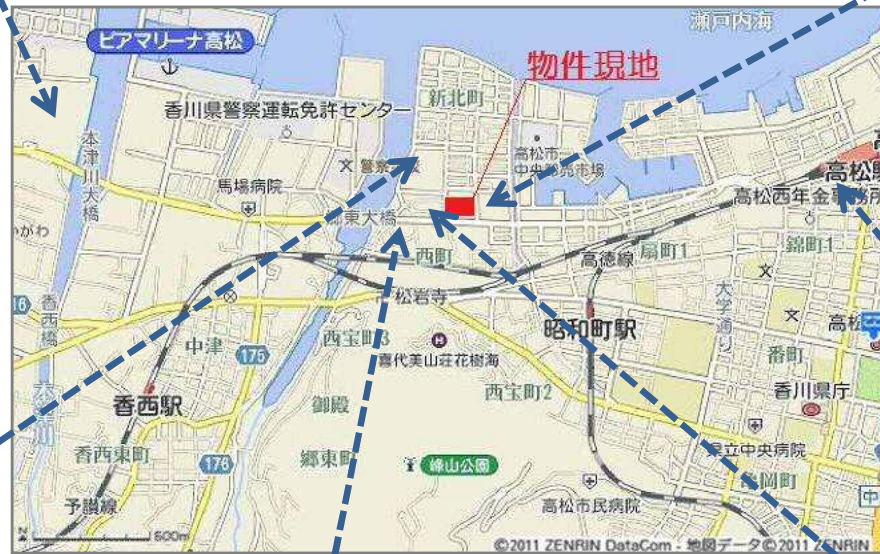 瀬戸内海
ピアマリーナ高松
物件現地
新北町
香川県警察運転免許センター
本津川大橋
高松市
中央卸売市場
馬場病院
高松駅
高松西年金事務所
郷東大橋
西町
高徳線
扇町1
錦町1
大学通り
松岩寺
香西橋
中津
175
西宝町3
昭和町駅
喜代美山荘花樹海
番町
西宝町2
香川県庁
香西駅
御殿
本津川
県立中央病院
香西東町
176
郷東町
峰山公園
予讃線
高松市民病院
中
500m
©2011 ZENRIN DataCom - 地図データ©2011 ZENRIN